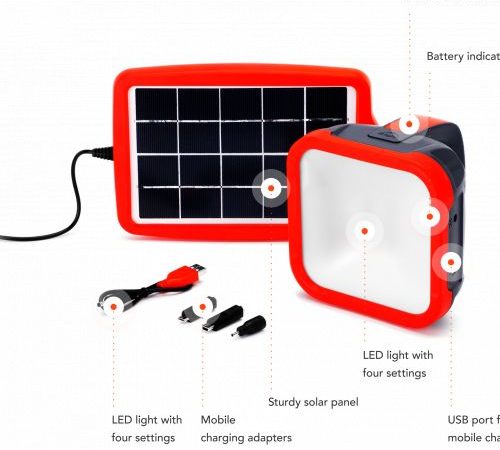 Battery indicat
LED light with
four settings
Sturdy solar panel
LED light with
four settings
Mobile
charging adapters
USB port f
mobile cha